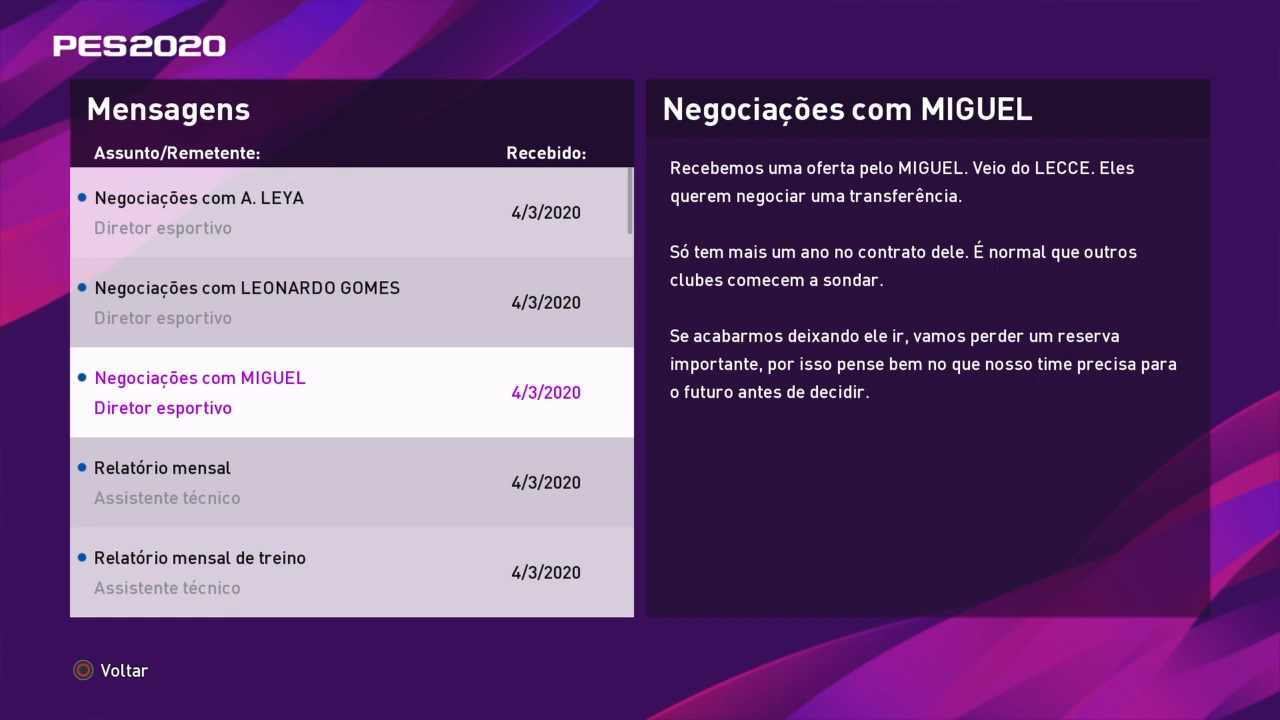 PES2020
Mensagens
Assunto/Remetente: Recebido:
Negociações com A. LEYA
Diretor esportivo
4/3/2020
Negociações com LEONARDO GOMES
Diretor esportivo
4/3/2020
Negociações com MIGUEL
Diretor esportivo
4/3/2020
Relatório mensal
Assistente técnico
4/3/2020
Relatório mensal de treino
Assistente técnico
4/3/2020
Negociações com MIGUEL
Recebemos uma oferta pelo MIGUEL. Veio do LECCE. Eles
querem negociar uma transferência.
Só tem mais um ano no contrato dele. É normal que outros
clubes comecem a sondar.
Se acabarmos deixando ele ir, vamos perder um reserva
importante, por isso pense bem no que nosso time precisa para
o futuro antes de decidir.
Voltar